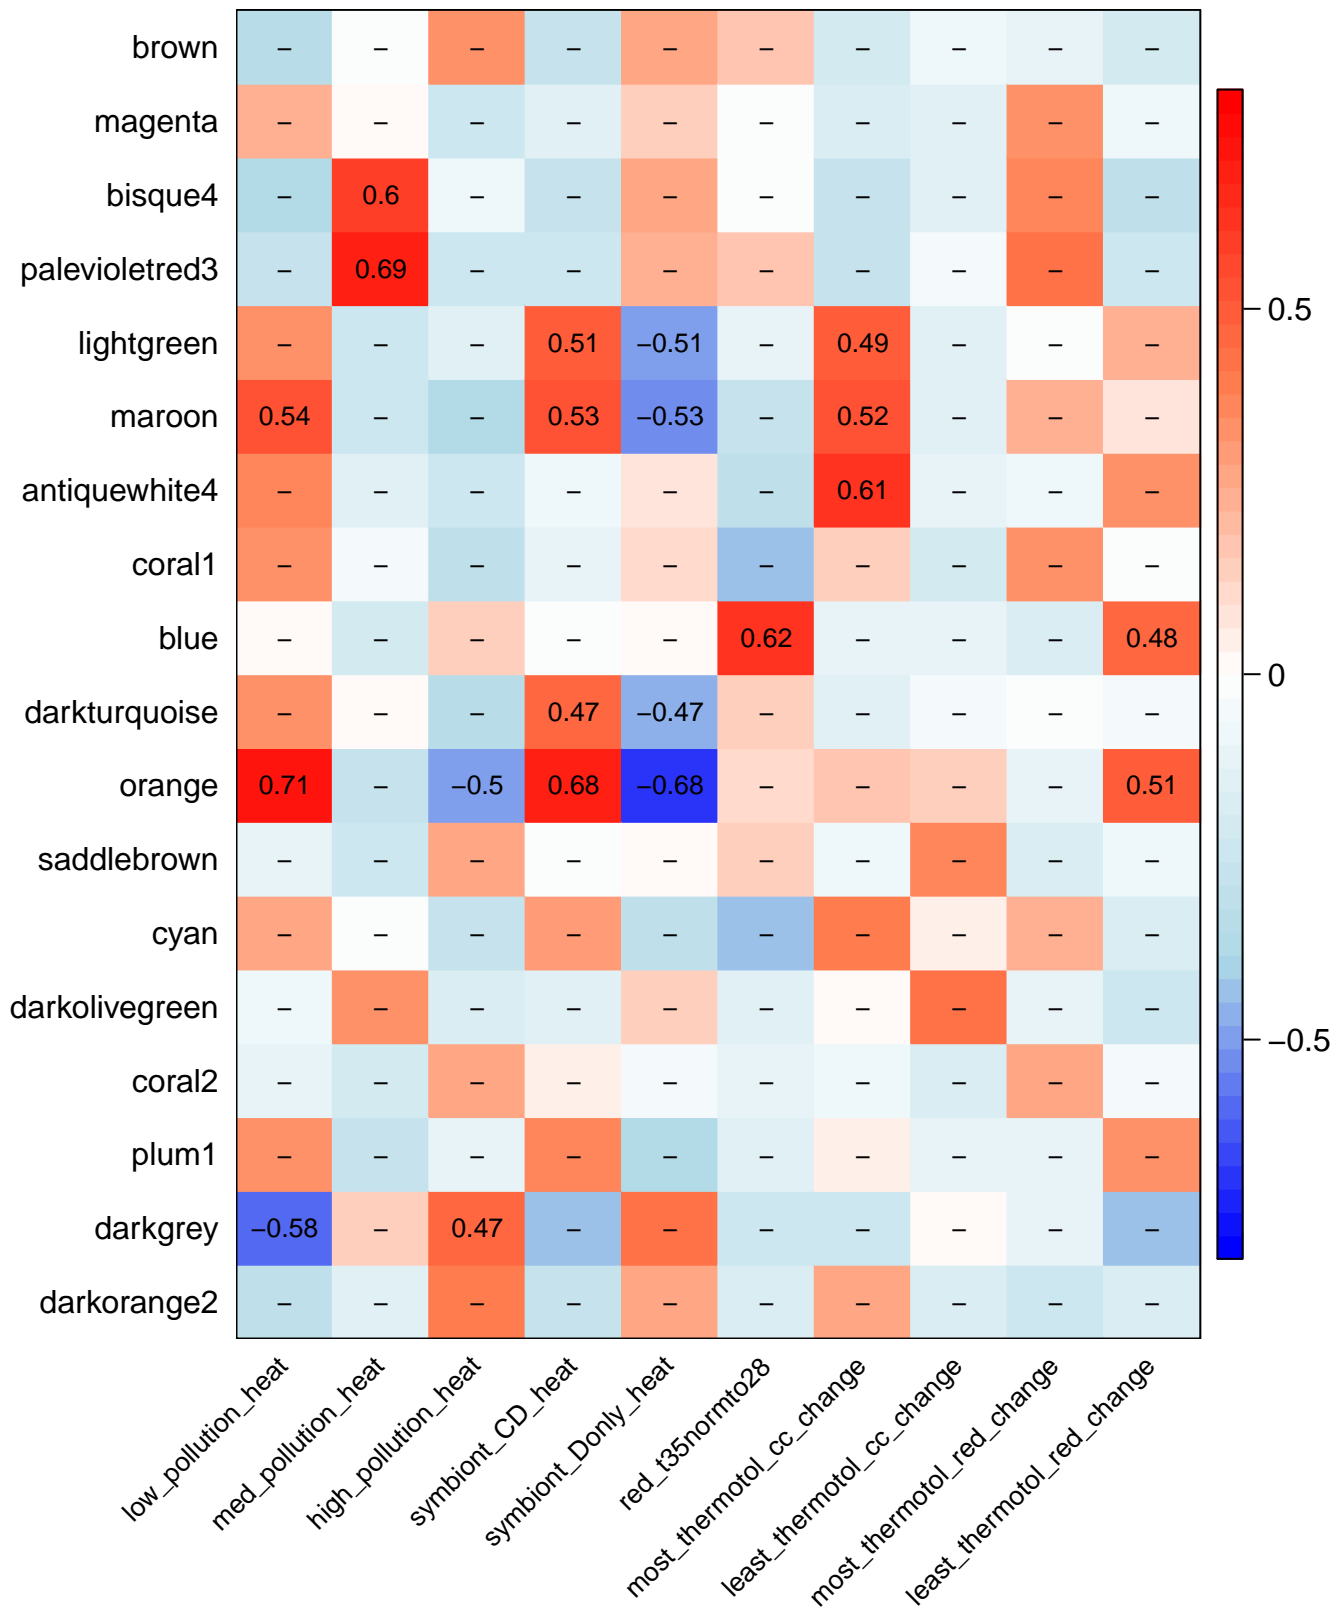 brown – – – – – – – – – –
magenta – – – – – – – – – –
bisque4 – 0.6 – – – – – – – –
palevioletred3 – 0.69 – – – – – – – –
lightgreen – – – 0.51 −0.51 – 0.49 – – –
maroon 0.54 – – 0.53 −0.53 – 0.52 – – –
antiquewhite4 – – – – – – 0.61 – – –
coral1 – – – – – – – – – –
blue – – – – – 0.62 – – – 0.48
darkturquoise – – – 0.47 −0.47 – – – – –
orange 0.71 – −0.5 0.68 −0.68 – – – – 0.51
saddlebrown – – – – – – – – – –
cyan – – – – – – – – – –
darkolivegreen – – – – – – – – – –
coral2 – – – – – – – – – –
plum1 – – – – – – – – – –
darkgrey −0.58 – 0.47 – – – – – – –
darkorange2 – – – – – – – – – –
0.5
0
−0.5
low_pollution_heat
med_pollution_heat
high_pollution_heat
symbiont_CD_heat
symbiont_Donly_heat
red_t35normto28
most_thermotol_cc_change
least_thermotol_cc_change
most_thermotol_red_change
least_thermotol_red_change